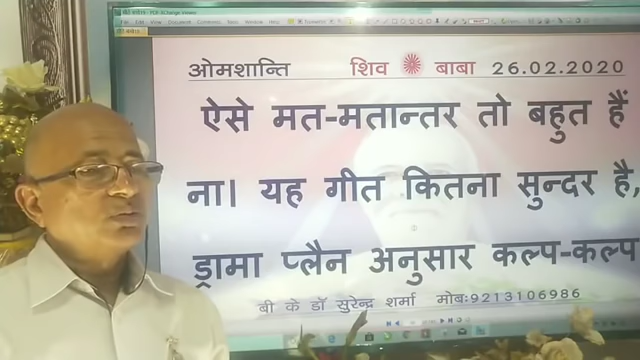 ओमशान्ति शिव बाबा 26.02.2020
ऐसे मत-मतान्तर तो बहुत हैं
ना। यह गीत कितना सुन्दर है,
ड्रामा प्लैन अनुसार कल्प-कल्प
बी के डॉ सुरेन्द्र शर्मा मोबः9213106986